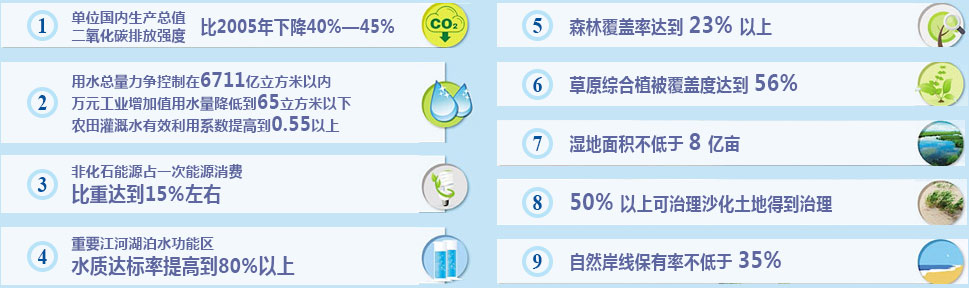 1
单位国内生产总值
二氧化碳排放强度 比2005年下降40%—45%
CO₂
2
用水总量力争控制在6711亿立方米以内
万元工业增加值用水量降低到65立方米以下
农田灌溉水有效利用系数提高到0.55以上
3
非化石能源占一次能源消费
比重达到15%左右
4
重要江河湖泊水功能区
水质达标率提高到80%以上
5 森林覆盖率达到 23% 以上
6 草原综合植被覆盖度达到 56%
7 湿地面积不低于 8 亿亩
8 50% 以上可治理沙化土地得到治理
9 自然岸线保有率不低于 35%